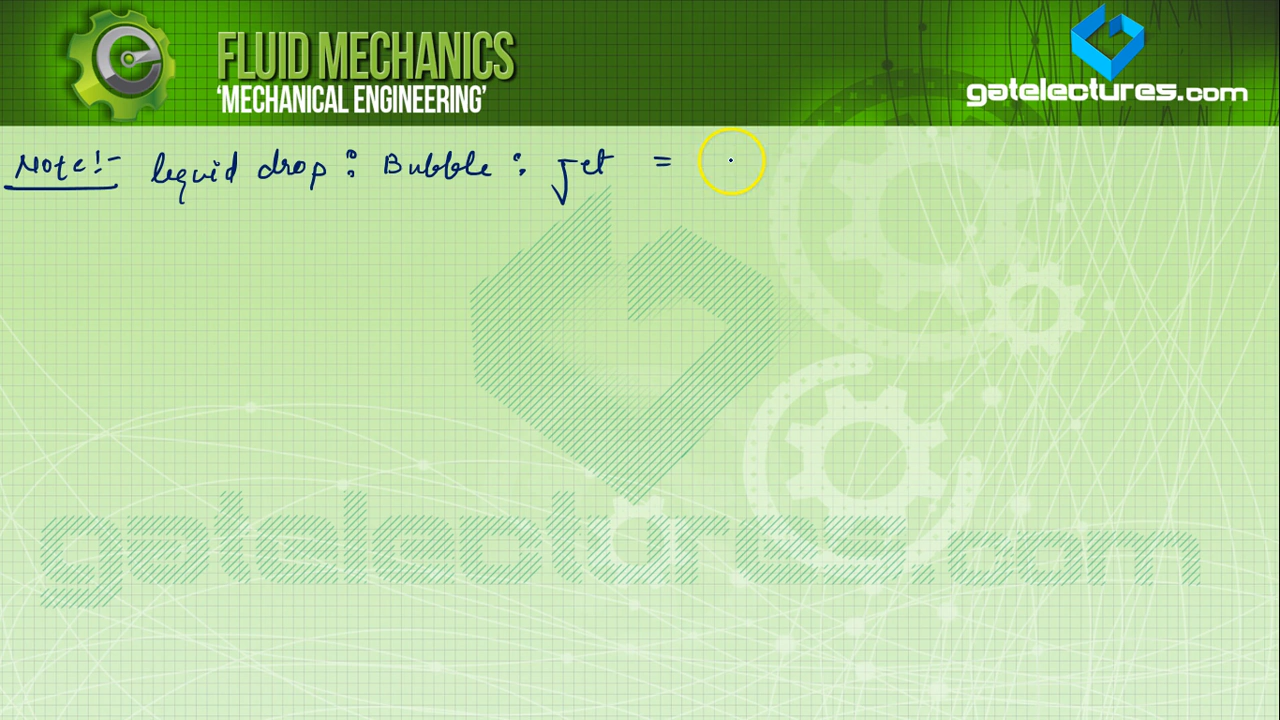 FLUID MECHANICS
'MECHANICAL ENGINEERING'
gatelectures.com
Note!- liquid drop : Bubble : jet =
gatelectures.com